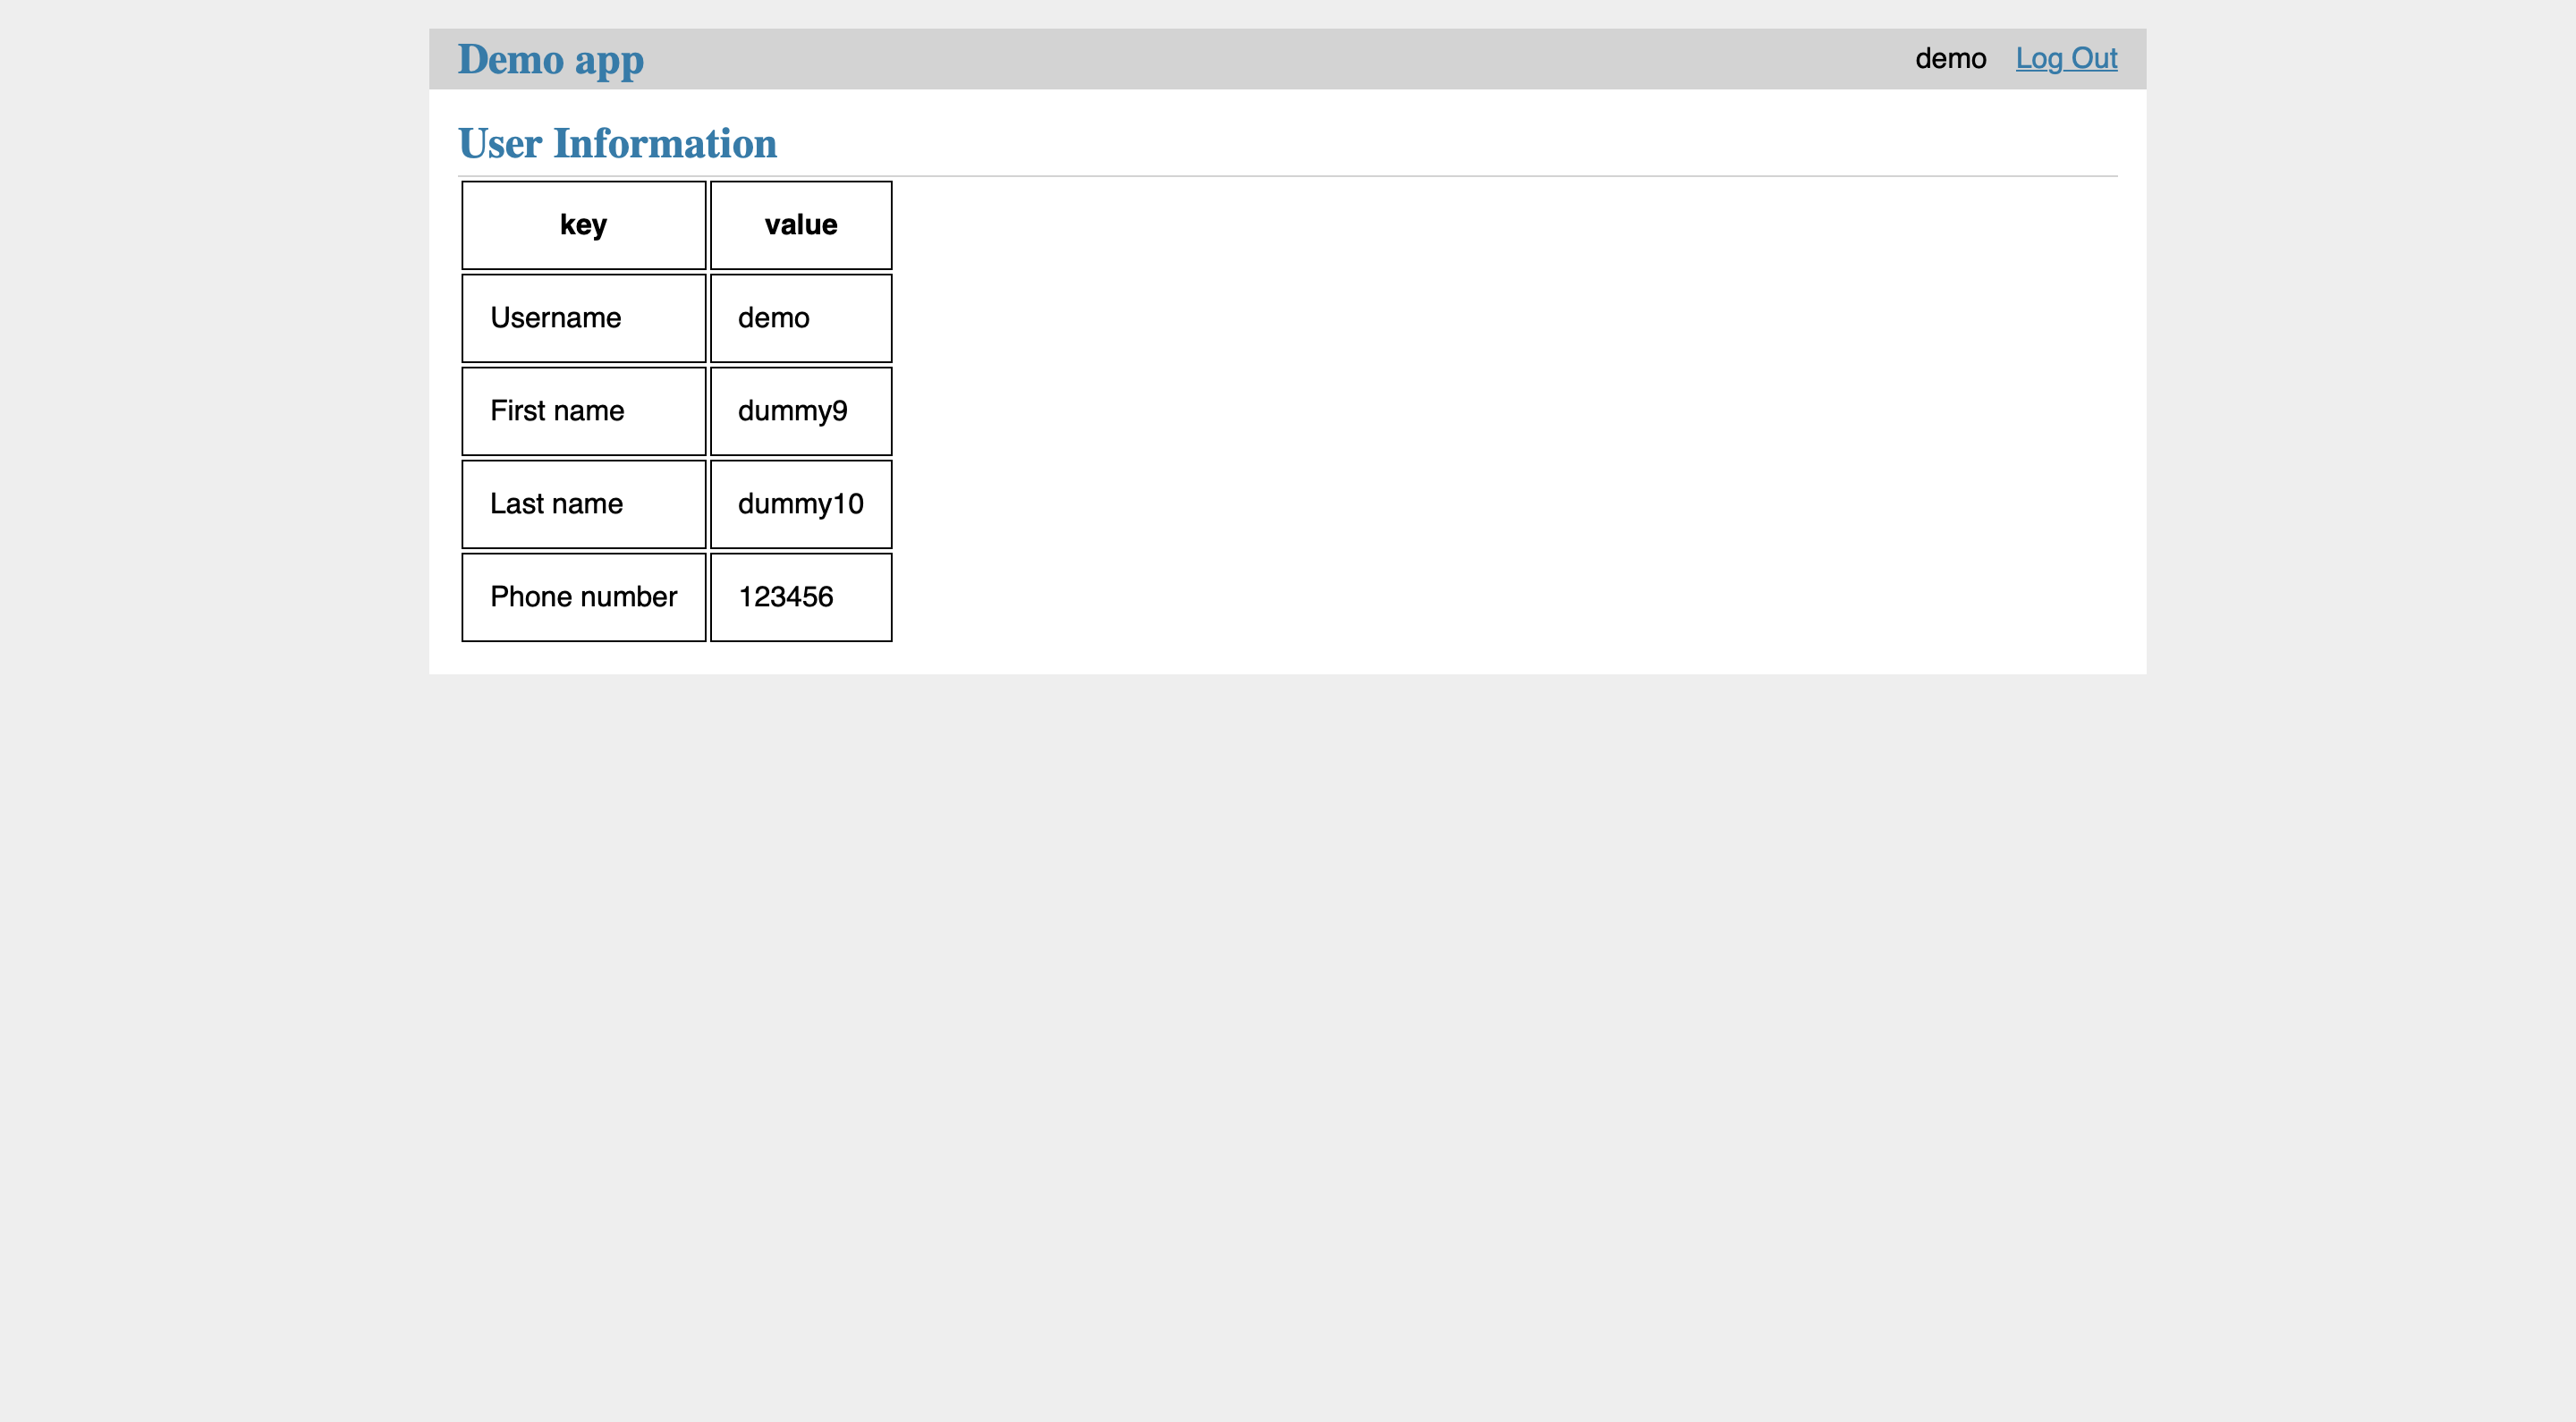 Demo app demo Log Out
User Information
key value
Username demo
First name dummy9
Last name dummy10
Phone number 123456